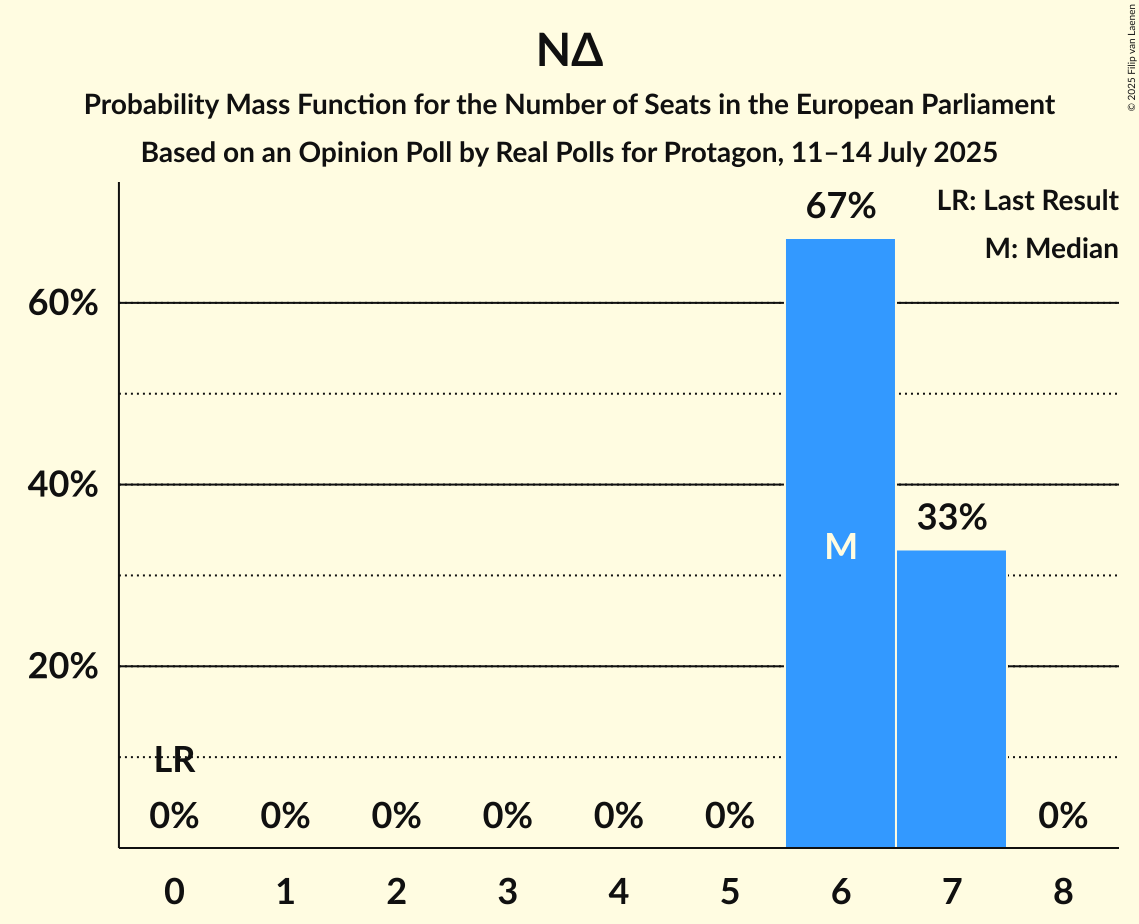 NΔ
Probability Mass Function for the Number of Seats in the European Parliament
Based on an Opinion Poll by Real Polls for Protagon, 11–14 July 2025
© 2025 Filip van Laenen
LR: Last Result
M: Median
67%
60%
40%
33%
M
20%
LR
0% 0% 0% 0% 0% 0% 0%
0 1 2 3 4 5 6 7 8